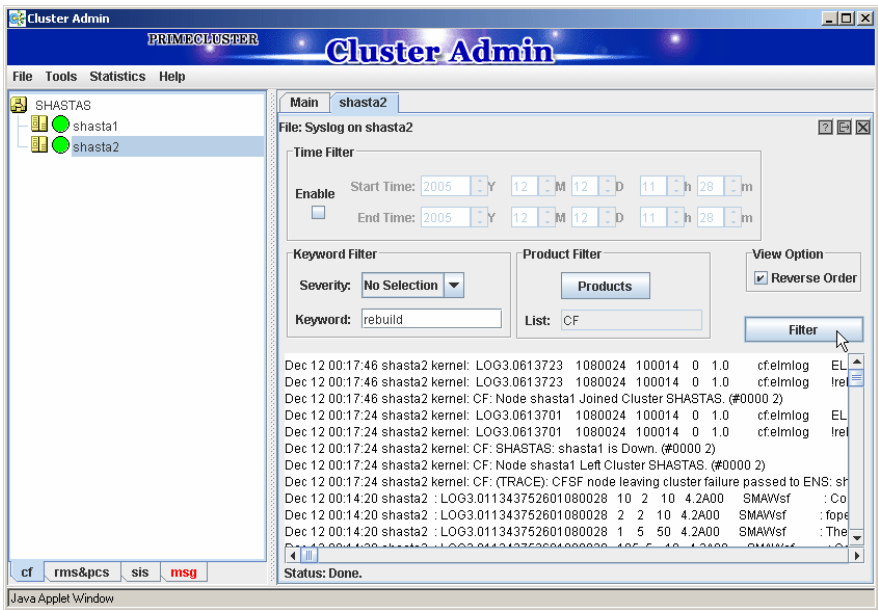 Cluster Admin
PRIMECLUSTER
Cluster Admin
File Tools Statistics Help
SHASTAS
shasta1
shasta2
cf rms&pcs sis msg
Main shasta2
File: Syslog on shasta2
Time Filter
Enable
Start Time: 2005 Y 12 M 12 D 11 h 28 m
End Time: 2005 Y 12 M 12 D 11 h 28 m
Keyword Filter
Severity: No Selection
Keyword: rebuild
Product Filter
Products
List: CF
View Option
Reverse Order
Filter
Dec 12 00:17:46 shasta2 kernel: LOG3.0613723 1080024 100014 0 1.0 cf:elmlog EL
Dec 12 00:17:46 shasta2 kernel: LOG3.0613723 1080024 100014 0 1.0 cf:elmlog !rel
Dec 12 00:17:46 shasta2 kernel: CF: Node shasta1 Joined Cluster SHASTAS. (#0000 2)
Dec 12 00:17:24 shasta2 kernel: LOG3.0613701 1080024 100014 0 1.0 cf:elmlog EL
Dec 12 00:17:24 shasta2 kernel: LOG3.0613701 1080024 100014 0 1.0 cf:elmlog !rel
Dec 12 00:17:24 shasta2 kernel: CF: SHASTAS: shasta1 is Down. (#0000 2)
Dec 12 00:17:24 shasta2 kernel: CF: Node shasta1 Left Cluster SHASTAS. (#0000 2)
Dec 12 00:17:24 shasta2 kernel: CF: (TRACE): CFSF node leaving cluster failure passed to ENS: sh
Dec 12 00:14:20 shasta2 : LOG3.011343752601080028 10 2 10 4.2A00 SMAWsf : Co
Dec 12 00:14:20 shasta2 : LOG3.011343752601080028 2 2 10 4.2A00 SMAWsf : fope
Dec 12 00:14:20 shasta2 : LOG3.011343752601080028 1 5 50 4.2A00 SMAWsf : The
Status: Done.
Java Applet Window